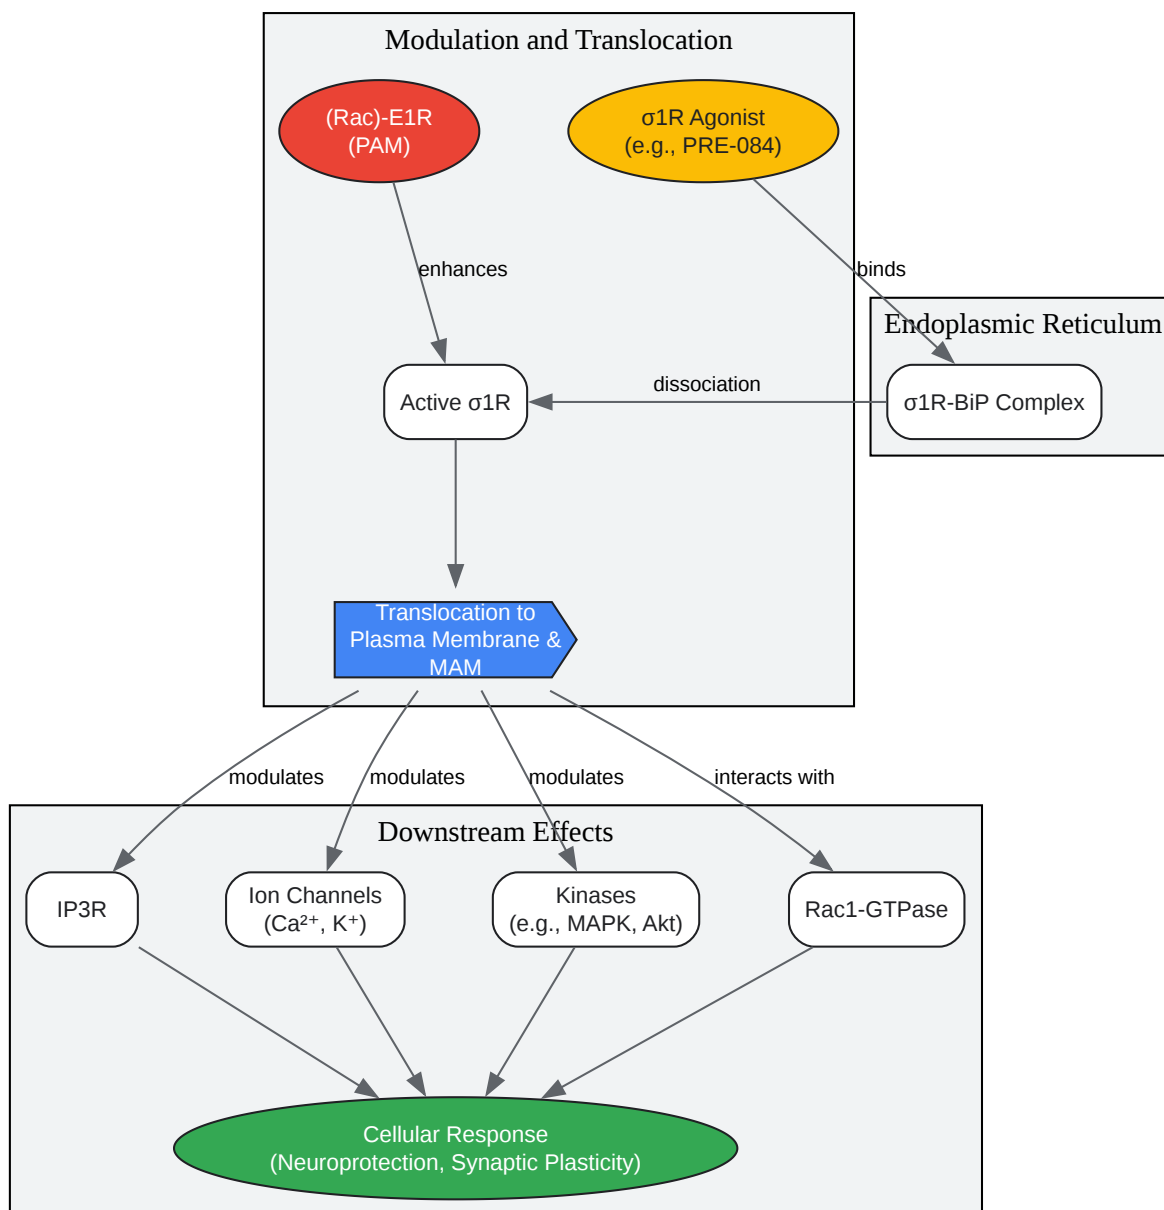 Modulation and Translocation
(Rac)-E1R
(PAM)
σ1R Agonist
(e.g., PRE-084)
enhances
binds
Endoplasmic Reticulum
dissociation
Active σ1R
σ1R-BiP Complex
Translocation to
Plasma Membrane &
MAM
modulates
modulates
modulates
interacts with
Downstream Effects
IP3R
Ion Channels
(Ca²⁺, K⁺)
Kinases
(e.g., MAPK, Akt)
Rac1-GTPase
Cellular Response
(Neuroprotection, Synaptic Plasticity)